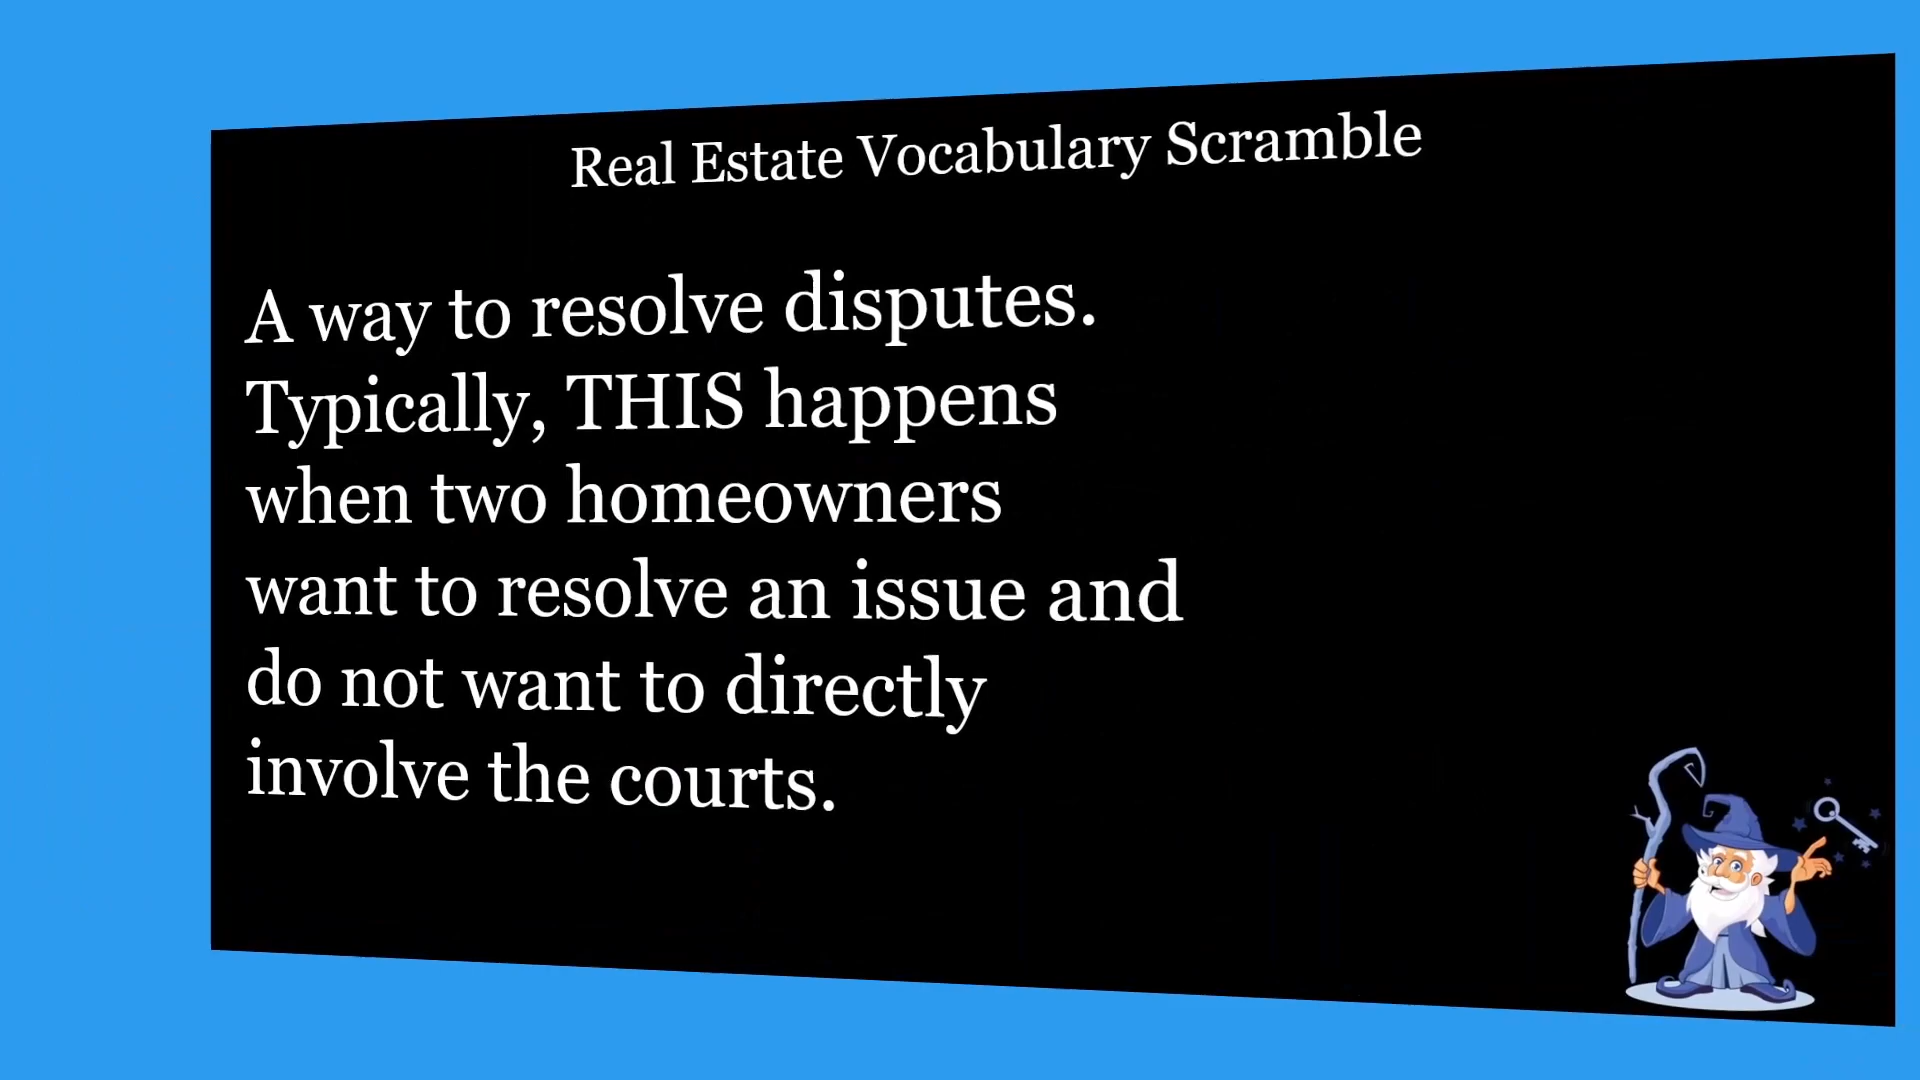 Real Estate Vocabulary Scramble
A way to resolve disputes.
Typically, THIS happens
when two homeowners
want to resolve an issue and
do not want to directly
involve the courts.